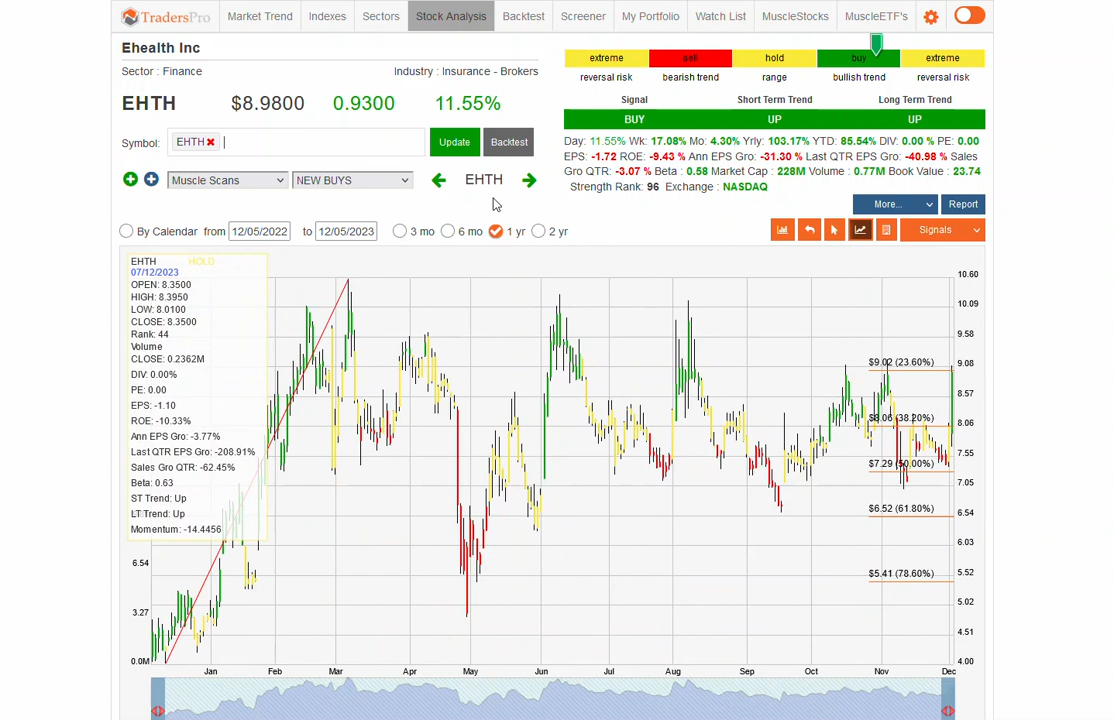 TradersPro
Market Trend
Indexes
Sectors
Stock Analysis
Backtest
Screener
My Portfolio
Watch List
MuscleStocks
MuscleETF's
Ehealth Inc
Sector : Finance
Industry : Insurance - Brokers
EHTH
$8.9800
0.9300
11.55%
Symbol:
EHTH
Update
Backtest
Muscle Scans
NEW BUYS
EHTH
extreme
sell
hold
buy
extreme
reversal risk
bearish trend
range
bullish trend
reversal risk
Signal
Short Term Trend
Long Term Trend
BUY
UP
UP
Day: 11.55% Wk: 17.08% Mo: 4.30% Yrly: 103.17% YTD: 85.54% DIV: 0.00 % PE: 0.00
EPS: -1.72 ROE: -9.43 % Ann EPS Gro: -31.30 % Last QTR EPS Gro: -40.98 % Sales
Gro QTR: -3.07 % Beta : 0.58 Market Cap : 228M Volume : 0.77M Book Value : 23.74
Strength Rank: 96 Exchange : NASDAQ
More...
Report
By Calendar from 12/05/2022 to 12/05/2023
3 mo
6 mo
1 yr
2 yr
Signals
EHTH HOLD
07/12/2023
OPEN: 8.3500
HIGH: 8.3950
LOW: 8.0100
CLOSE: 8.3500
Rank: 44
Volume
CLOSE: 0.2362M
DIV: 0.00%
PE: 0.00
EPS: -1.10
ROE: -10.33%
Ann EPS Gro: -3.77%
Last QTR EPS Gro: -208.91%
Sales Gro QTR: -62.45%
Beta: 0.63
ST Trend: Up
LT Trend: Up
Momentum: -14.4456
6.54
3.27
0.0M
$9.02 (23.60%)
$8.06 (38.20%)
$7.29 (50.00%)
$6.52 (61.80%)
$5.41 (78.60%)
10.60
10.09
9.58
9.08
8.57
8.06
7.55
7.05
6.54
6.03
5.52
5.02
4.51
4.00
Jan
Feb
Mar
Apr
May
Jun
Jul
Aug
Sep
Oct
Nov
Dec